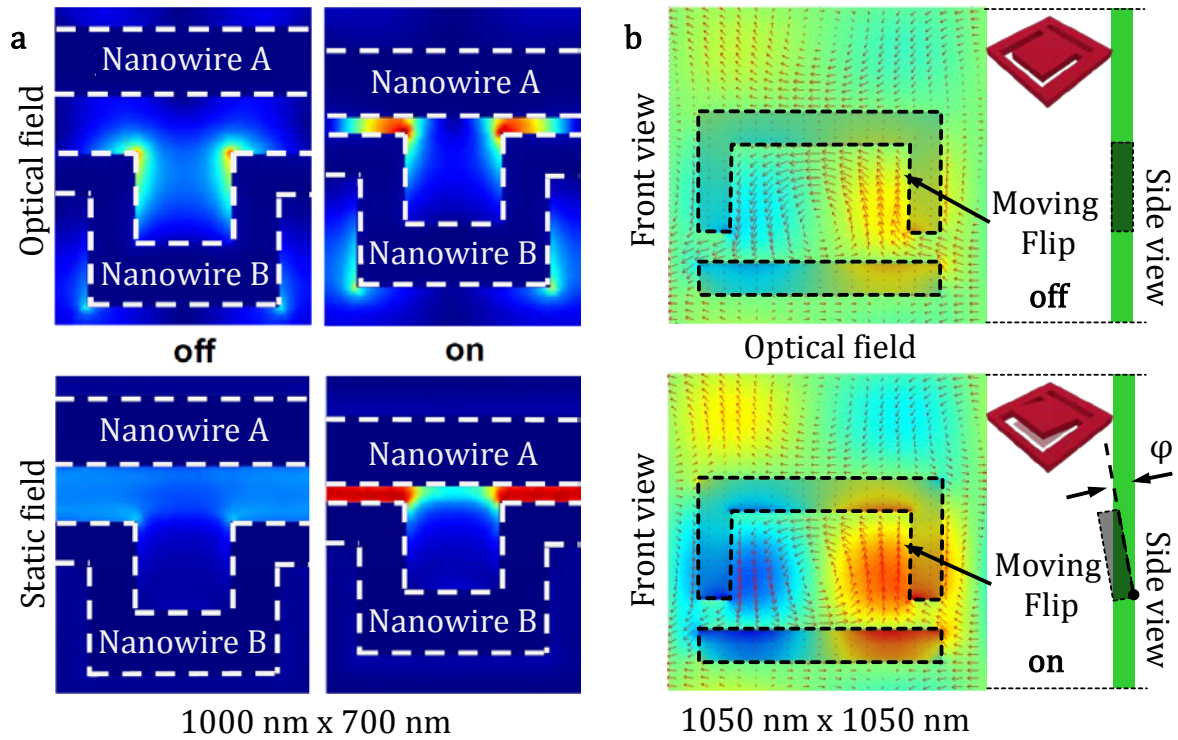 a
Optical field
Nanowire A
Nanowire B
Nanowire A
Nanowire B
off
on
Static field
Nanowire A
Nanowire B
Nanowire A
Nanowire B
1000 nm x 700 nm
b
Front view
Moving
Flip
off
Side view
Optical field
Front view
Moving
Flip
on
φ
Side view
1050 nm x 1050 nm